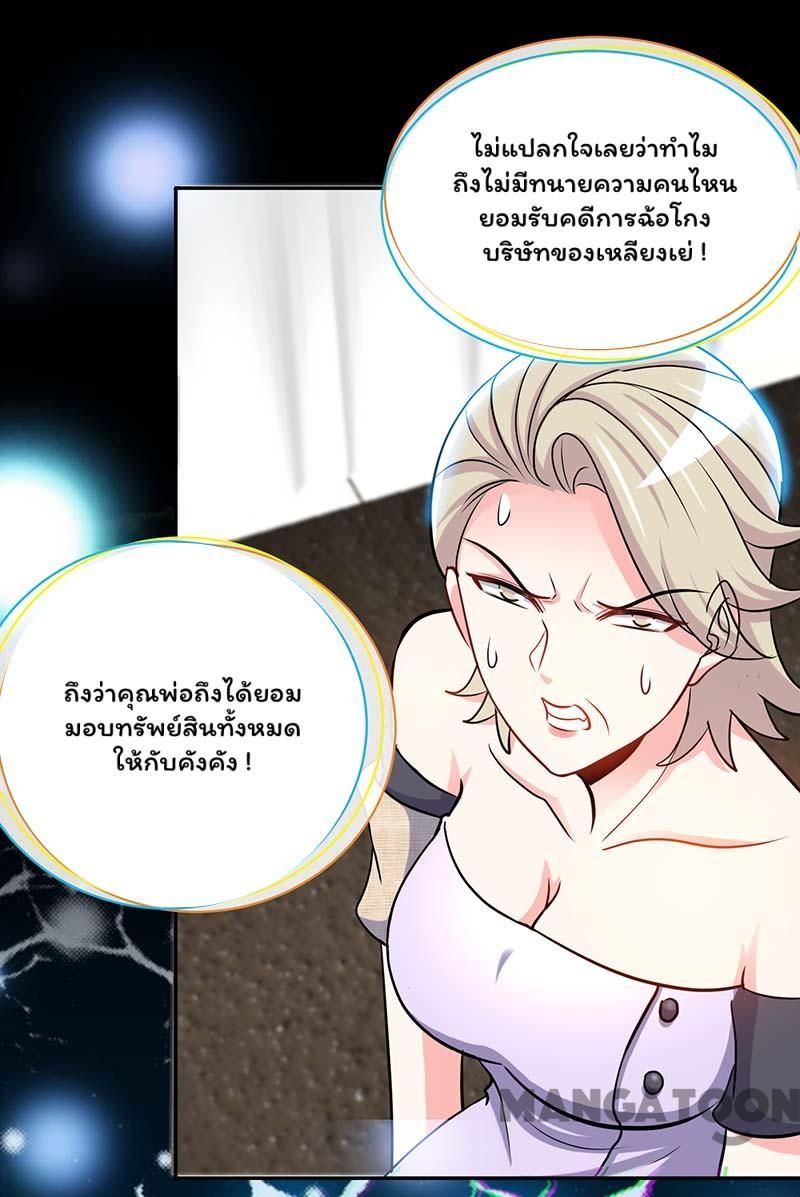 ไม่แปลกใจเลยว่าทำไม
ถึงไม่มีทนายความคนไหน
ยอมรับคดีการฉ้อโกง
บริษัทของเหลียงเย่ !
ถึงว่าคุณพ่อถึงได้ยอม
มอบทรัพย์สินทั้งหมด
ให้กับคังคัง !
MANGATOON